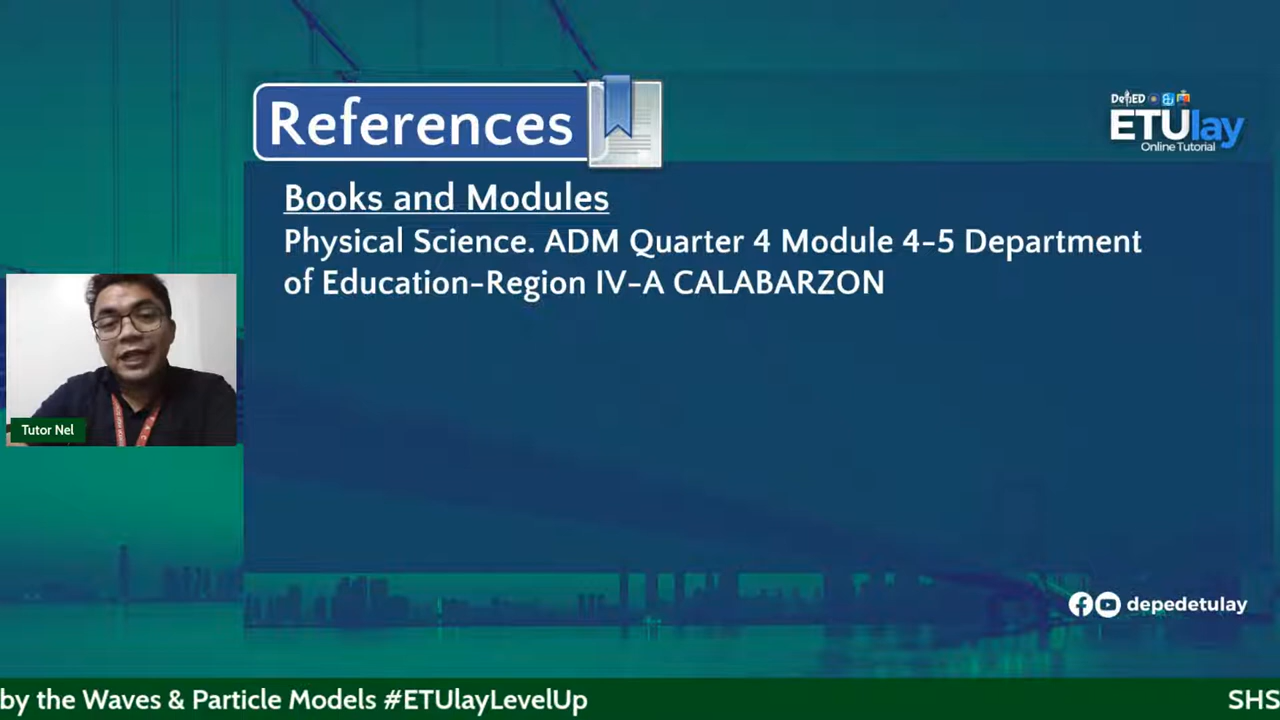 References
DepED
ETUlay
Online Tutorial
Books and Modules
Physical Science. ADM Quarter 4 Module 4-5 Department
of Education-Region IV-A CALABARZON
Tutor Nel
depedetulay
by the Waves & Particle Models #ETUlayLevelUp
SHS